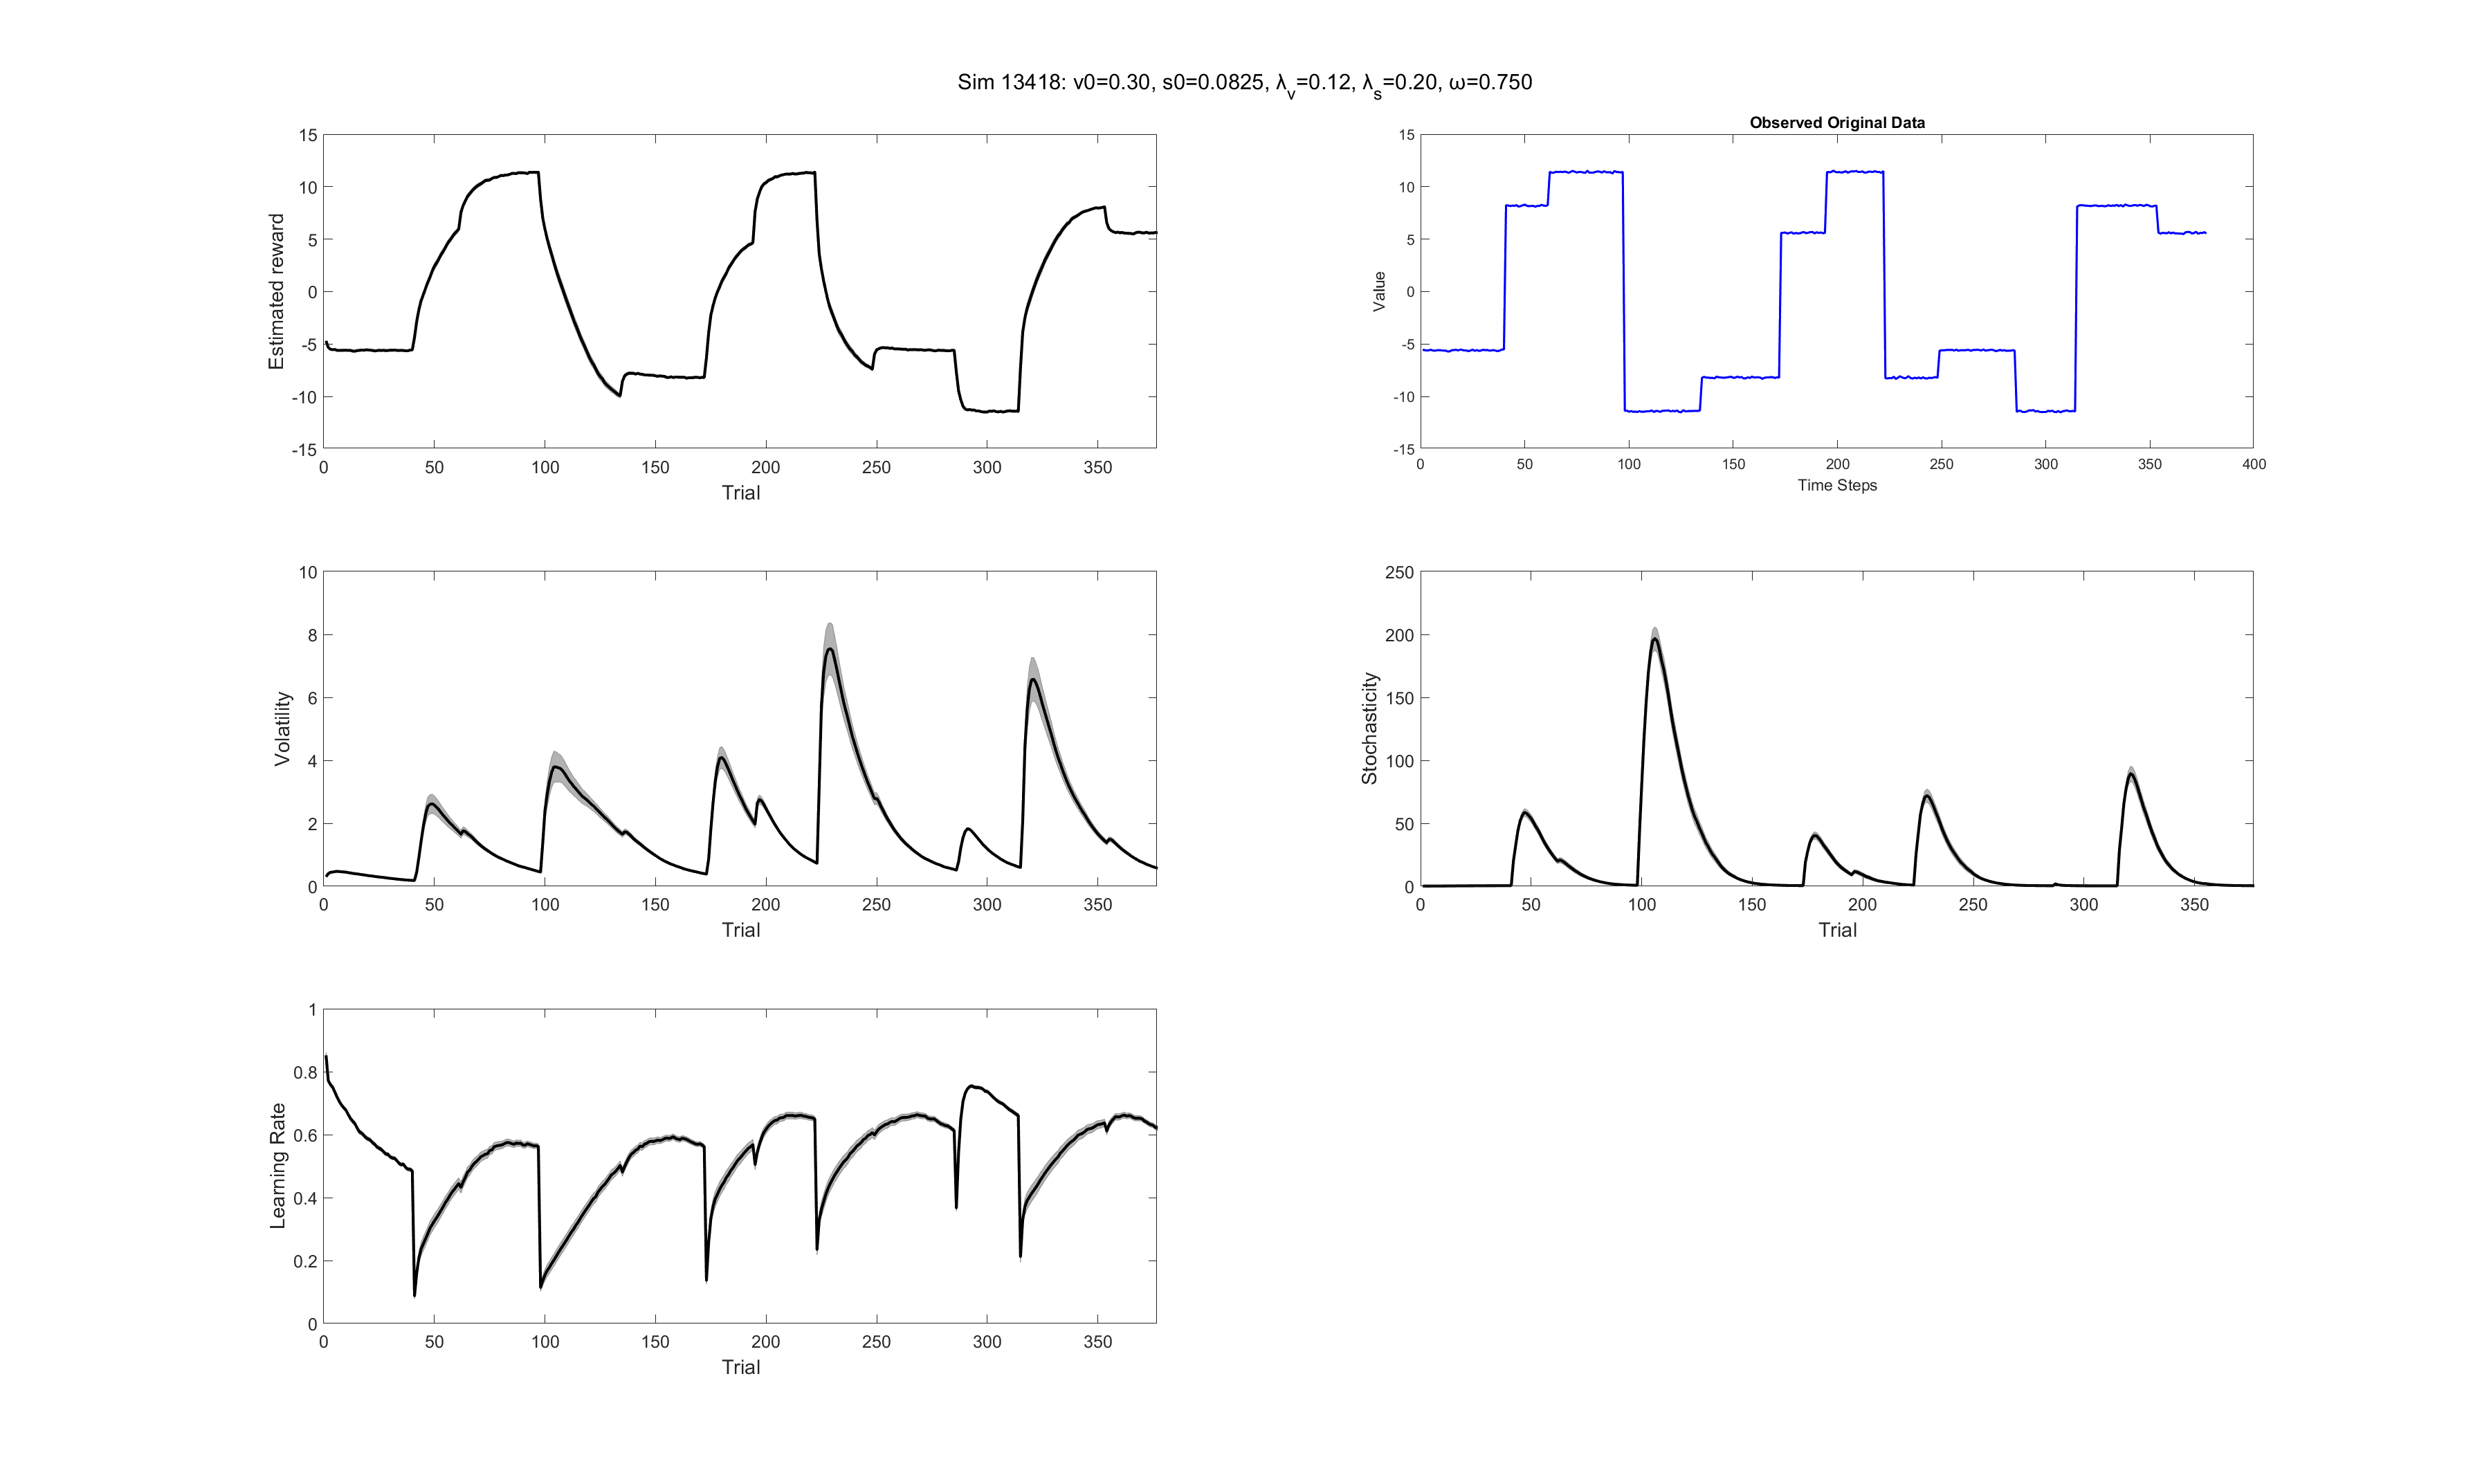 Sim 13418: v0=0.30, s0=0.0825, λv=0.12, λs=0.20, ω=0.750
Estimated reward
15
10
5
0
-5
-10
-15
0 50 100 150 200 250 300 350
Trial
Observed Original Data
Value
15
10
5
0
-5
-10
-15
0 50 100 150 200 250 300 350 400
Time Steps
Volatility
10
8
6
4
2
0
0 50 100 150 200 250 300 350
Trial
Stochasticity
250
200
150
100
50
0
0 50 100 150 200 250 300 350
Trial
Learning Rate
1
0.8
0.6
0.4
0.2
0
0 50 100 150 200 250 300 350
Trial